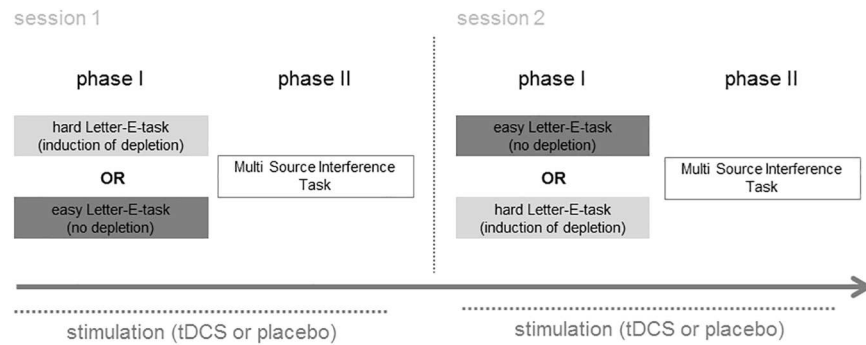 session 1
session 2
phase I
phase II
phase I
phase II
hard Letter-E-task
(induction of depletion)
OR
easy Letter-E-task
(no depletion)
Multi Source Interference
Task
easy Letter-E-task
(no depletion)
OR
hard Letter-E-task
(induction of depletion)
Multi Source Interference
Task
stimulation (tDCS or placebo)
stimulation (tDCS or placebo)